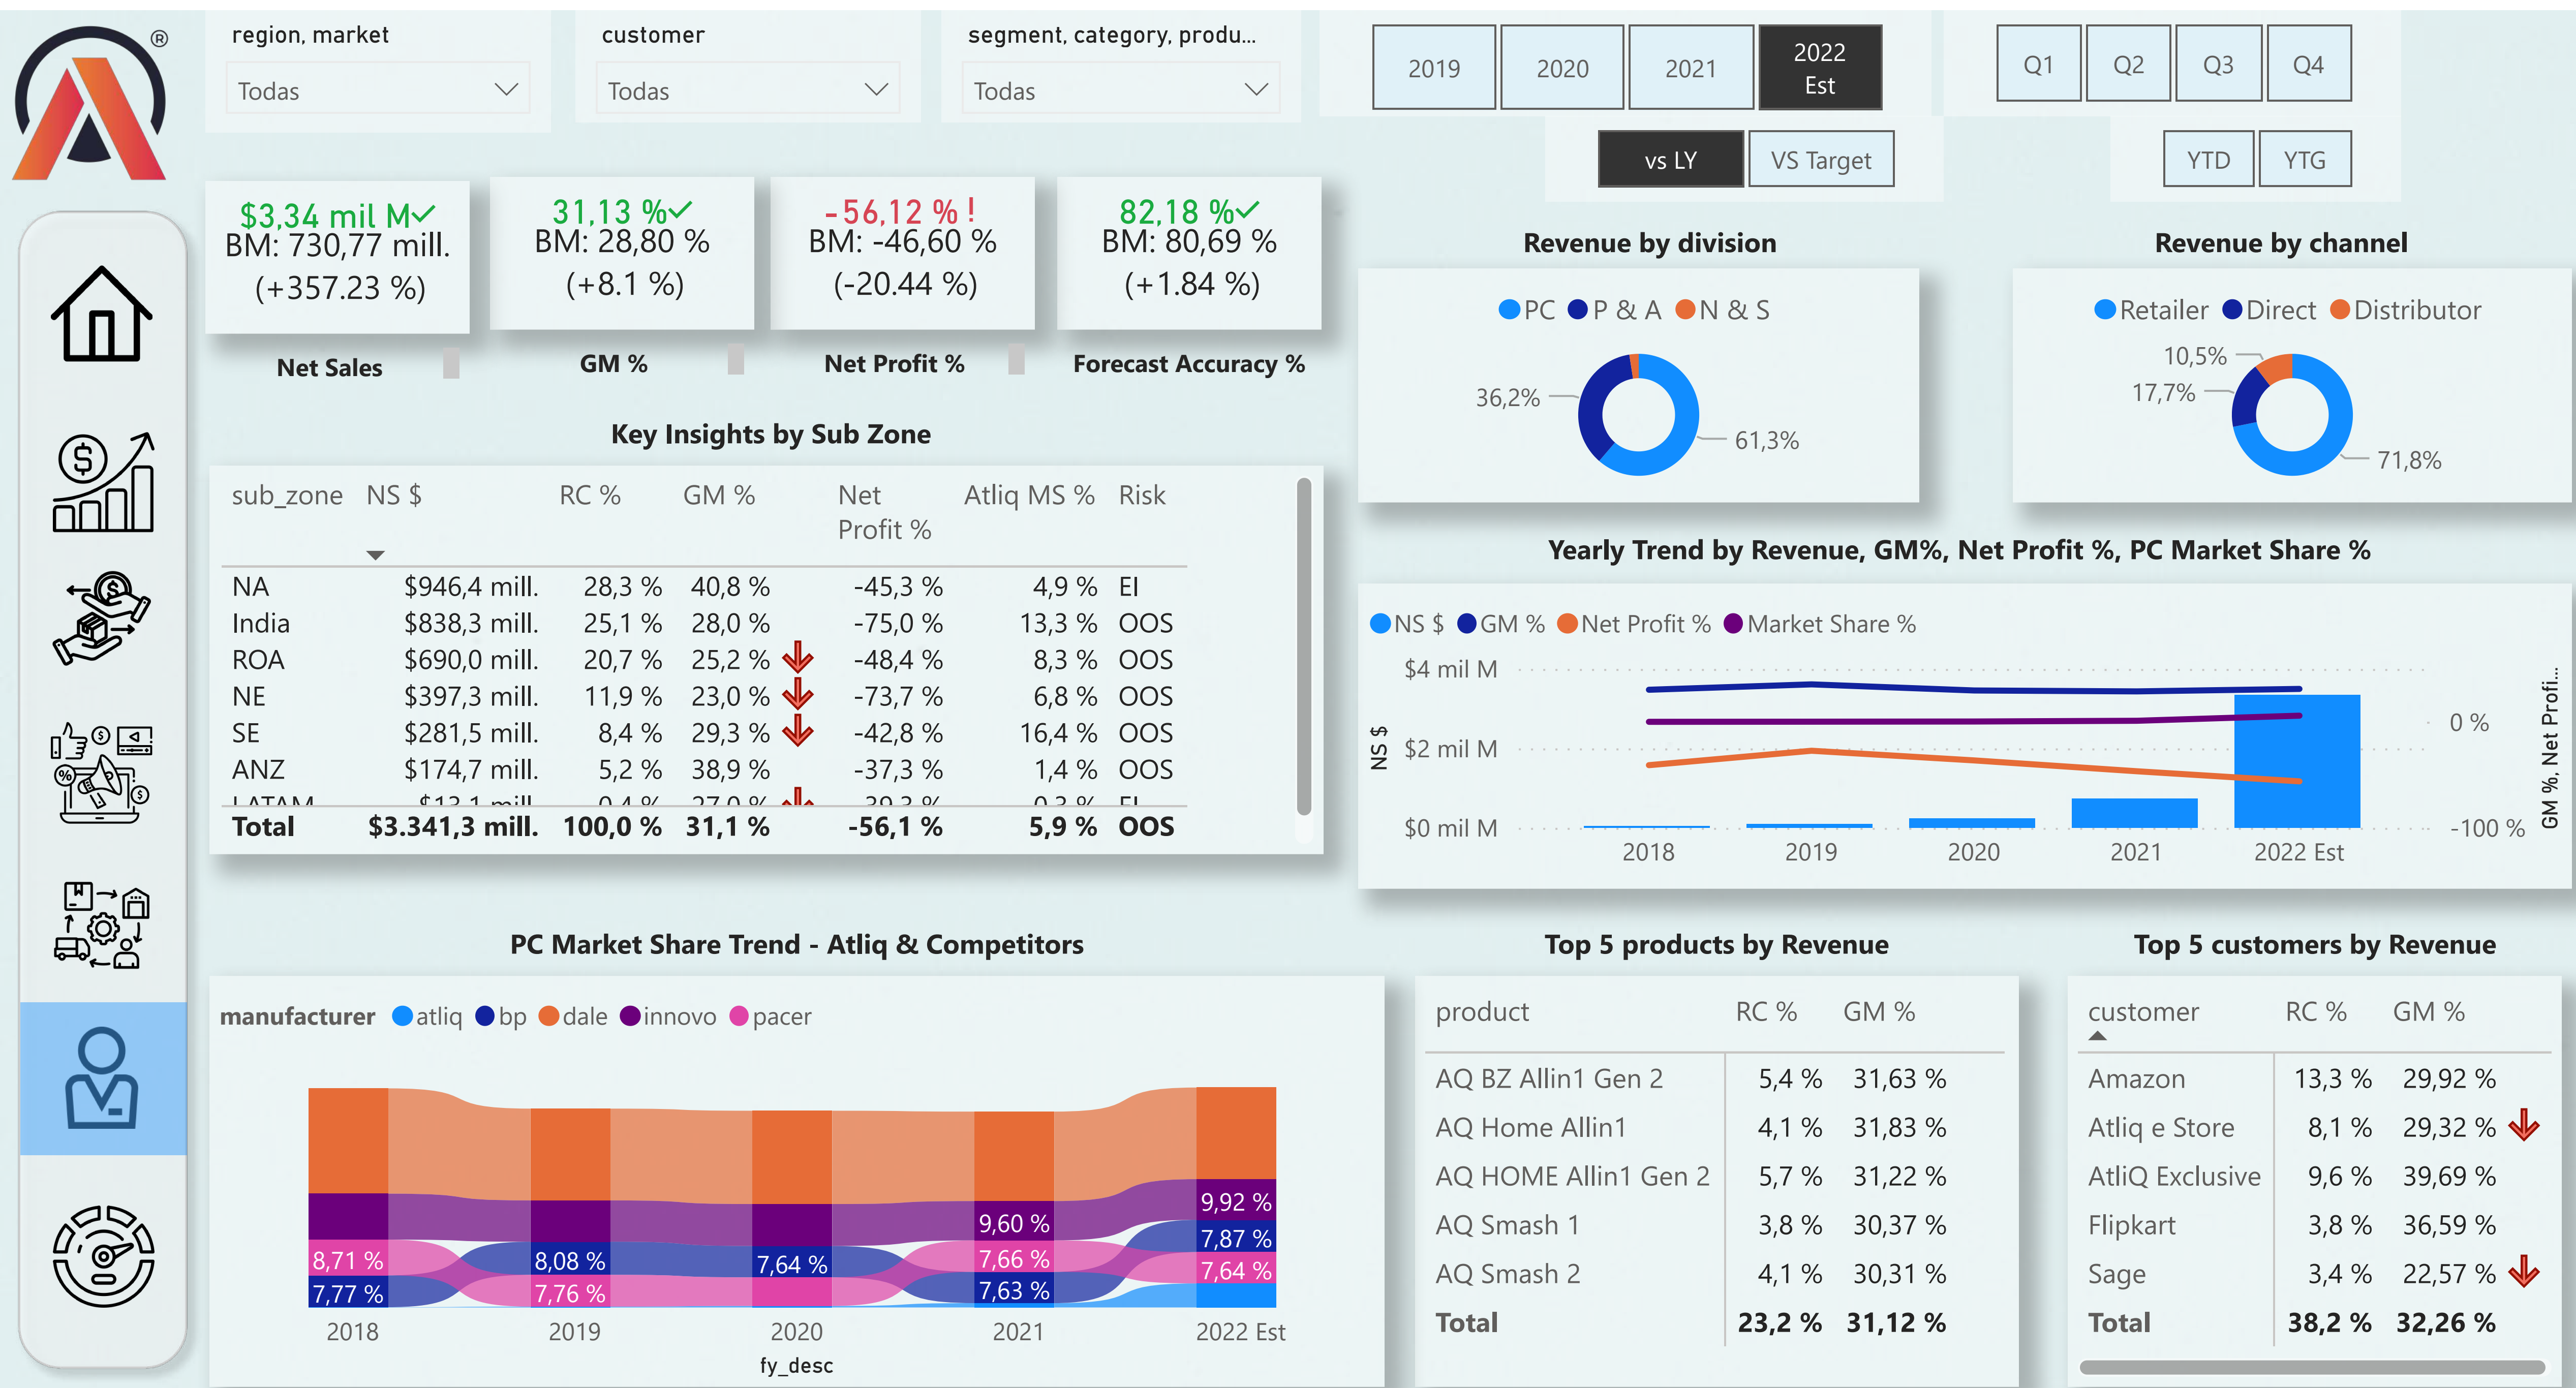 ®
region, market
Todas
customer
Todas
segment, category, produ...
Todas
2019
2020
2021
2022
Est
Q1
Q2
Q3
Q4
vs LY
VS Target
YTD
YTG
$3,34 mil M✓
BM: 730,77 mill.
(+357.23 %)
Net Sales
31,13 %✓
BM: 28,80 %
(+8.1 %)
GM %
-56,12 % !
BM: -46,60 %
(-20.44 %)
Net Profit %
82,18 %✓
BM: 80,69 %
(+1.84 %)
Forecast Accuracy %
Revenue by division
PC P & A N & S
36,2%
61,3%
Revenue by channel
Retailer Direct Distributor
10,5%
17,7%
71,8%
Key Insights by Sub Zone
sub_zone NS $ RC % GM % Net Profit % Atliq MS % Risk
NA $946,4 mill. 28,3 % 40,8 % -45,3 % 4,9 % EI
India $838,3 mill. 25,1 % 28,0 % -75,0 % 13,3 % OOS
ROA $690,0 mill. 20,7 % 25,2 % -48,4 % 8,3 % OOS
NE $397,3 mill. 11,9 % 23,0 % -73,7 % 6,8 % OOS
SE $281,5 mill. 8,4 % 29,3 % -42,8 % 16,4 % OOS
ANZ $174,7 mill. 5,2 % 38,9 % -37,3 % 1,4 % OOS
LATAM $13,1 mill. 0,4 % 27,0 % 0,3 % EI
Total $3.341,3 mill. 100,0 % 31,1 % -56,1 % 5,9 % OOS
Yearly Trend by Revenue, GM%, Net Profit %, PC Market Share %
NS $ GM % Net Profit % Market Share %
NS $
$4 mil M
$2 mil M
$0 mil M
0 %
-100 %
GM %, Net Profi...
2018 2019 2020 2021 2022 Est
PC Market Share Trend - Atliq & Competitors
manufacturer atliq bp dale innovo pacer
8,71 %
7,77 %
8,08 %
7,76 %
7,64 %
9,60 %
7,66 %
7,63 %
9,92 %
7,87 %
7,64 %
2018 2019 2020 2021 2022 Est
fy_desc
Top 5 products by Revenue
product RC % GM %
AQ BZ Allin1 Gen 2 5,4 % 31,63 %
AQ Home Allin1 4,1 % 31,83 %
AQ HOME Allin1 Gen 2 5,7 % 31,22 %
AQ Smash 1 3,8 % 30,37 %
AQ Smash 2 4,1 % 30,31 %
Total 23,2 % 31,12 %
Top 5 customers by Revenue
customer RC % GM %
Amazon 13,3 % 29,92 %
Atliq e Store 8,1 % 29,32 %
AtliQ Exclusive 9,6 % 39,69 %
Flipkart 3,8 % 36,59 %
Sage 3,4 % 22,57 %
Total 38,2 % 32,26 %